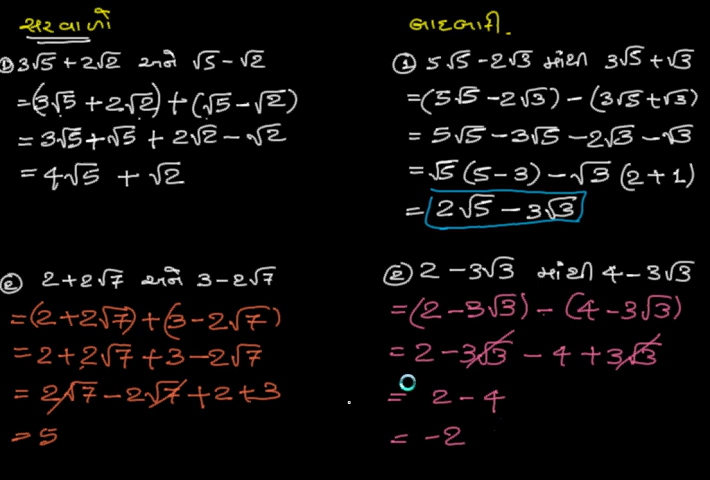 સરવાળો
૧) 3√5 + 2√2 અને √5 - √2
= (3√5 + 2√2) + (√5 - √2)
= 3√5 + √5 + 2√2 - √2
= 4√5 + √2
૨) 2 + 2√7 અને 3 - 2√7
= (2 + 2√7) + (3 - 2√7)
= 2 + 2√7 + 3 - 2√7
= 2√7 - 2√7 + 2 + 3
= 5
બાદબાકી.
૧) 5√5 - 2√3 માંથી 3√5 + √3
= (5√5 - 2√3) - (3√5 + √3)
= 5√5 - 3√5 - 2√3 - √3
= √5 (5 - 3) - √3 (2 + 1)
= 2√5 - 3√3
૨) 2 - 3√3 માંથી 4 - 3√3
= (2 - 3√3) - (4 - 3√3)
= 2 - 3√3 - 4 + 3√3
= 2 - 4
= -2